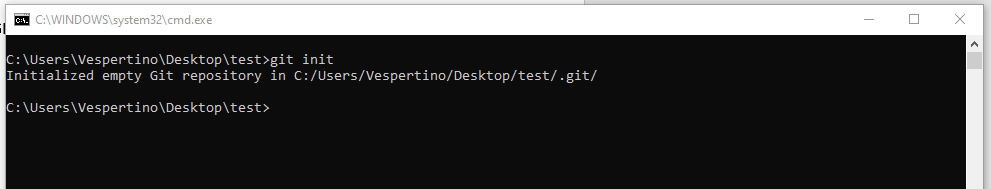 C:\WINDOWS\system32\cmd.exe
C:\Users\Vespertino\Desktop\test>git init
Initialized empty Git repository in C:/Users/Vespertino/Desktop/test/.git/
C:\Users\Vespertino\Desktop\test>